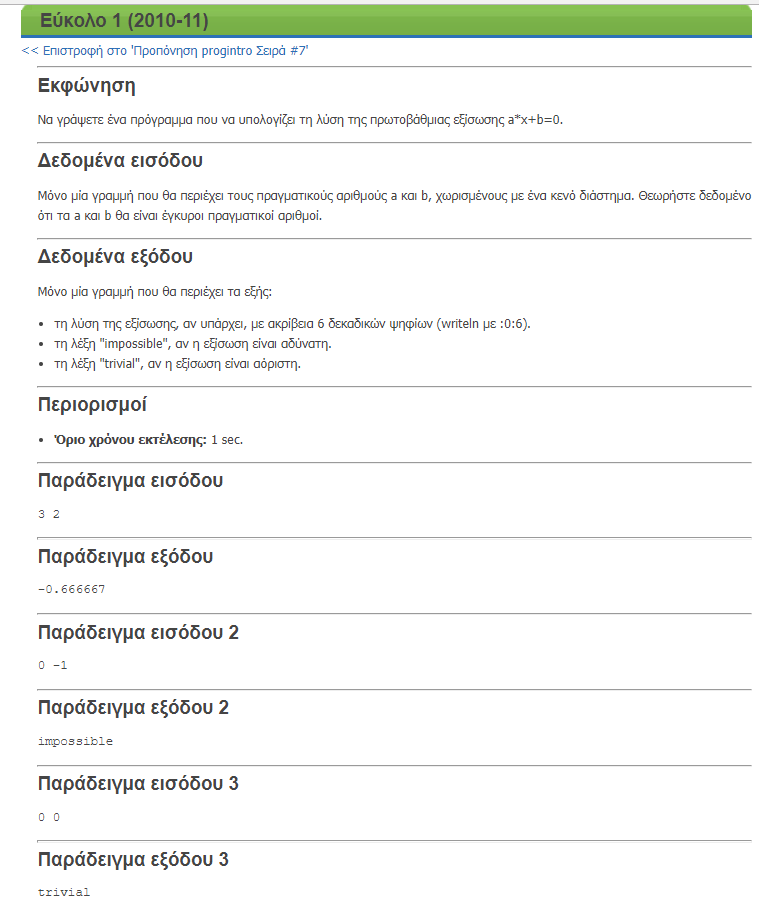 Εύκολο 1 (2010-11)
<< Επιστροφή στο 'Προπόνηση progintro Σειρά #7'
Εκφώνηση
Να γράψετε ένα πρόγραμμα που να υπολογίζει τη λύση της πρωτοβάθμιας εξίσωσης a*x+b=0.
Δεδομένα εισόδου
Μόνο μία γραμμή που θα περιέχει τους πραγματικούς αριθμούς a και b, χωρισμένους με ένα κενό διάστημα. Θεωρήστε δεδομένο
ότι τα a και b θα είναι έγκυροι πραγματικοί αριθμοί.
Δεδομένα εξόδου
Μόνο μία γραμμή που θα περιέχει τα εξής:
• τη λύση της εξίσωσης, αν υπάρχει, με ακρίβεια 6 δεκαδικών ψηφίων (writeln με :0:6).
• τη λέξη "impossible", αν η εξίσωση είναι αδύνατη.
• τη λέξη "trivial", αν η εξίσωση είναι αόριστη.
Περιορισμοί
• Όριο χρόνου εκτέλεσης: 1 sec.
Παράδειγμα εισόδου
3 2
Παράδειγμα εξόδου
-0.666667
Παράδειγμα εισόδου 2
0 -1
Παράδειγμα εξόδου 2
impossible
Παράδειγμα εισόδου 3
0 0
Παράδειγμα εξόδου 3
trivial